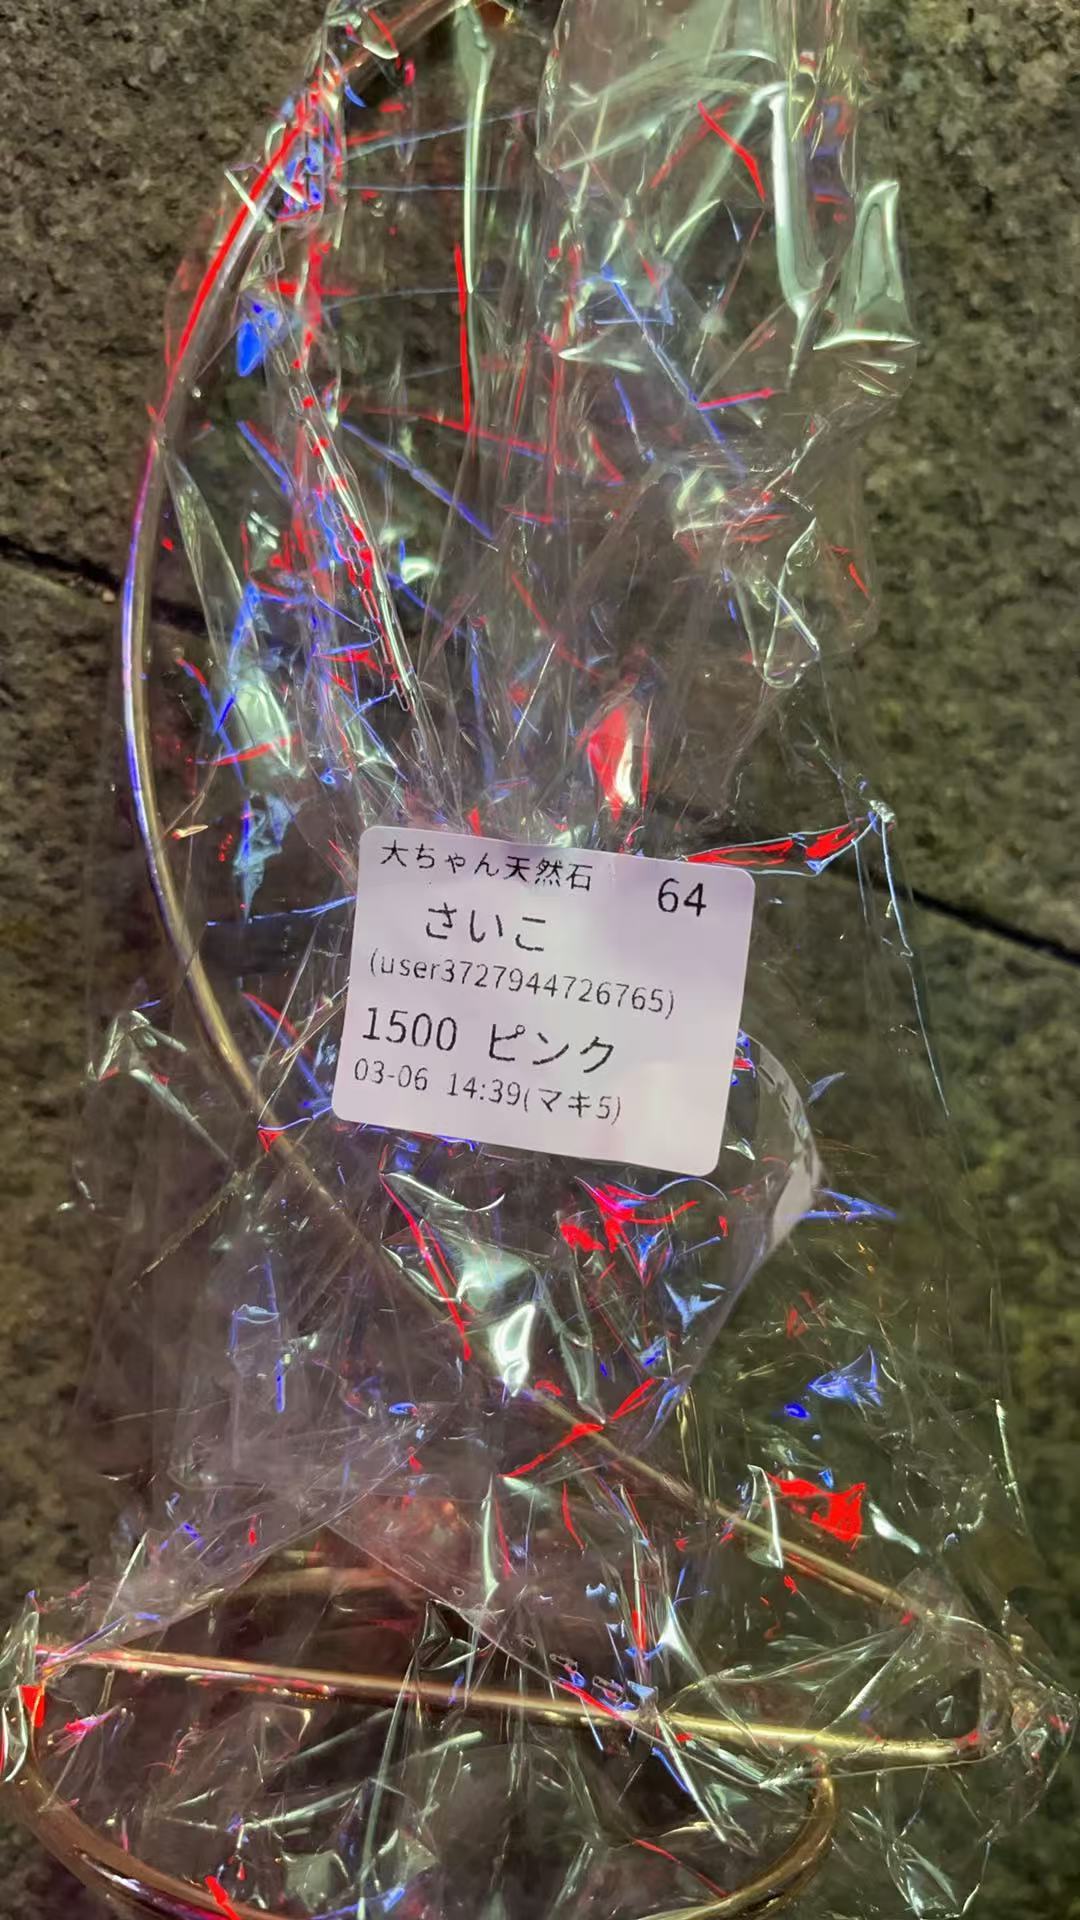 大ちゃん天然石 64
さいこ
(user3727944726765)
1500 ピンク
03-06 14:39(マキ5)